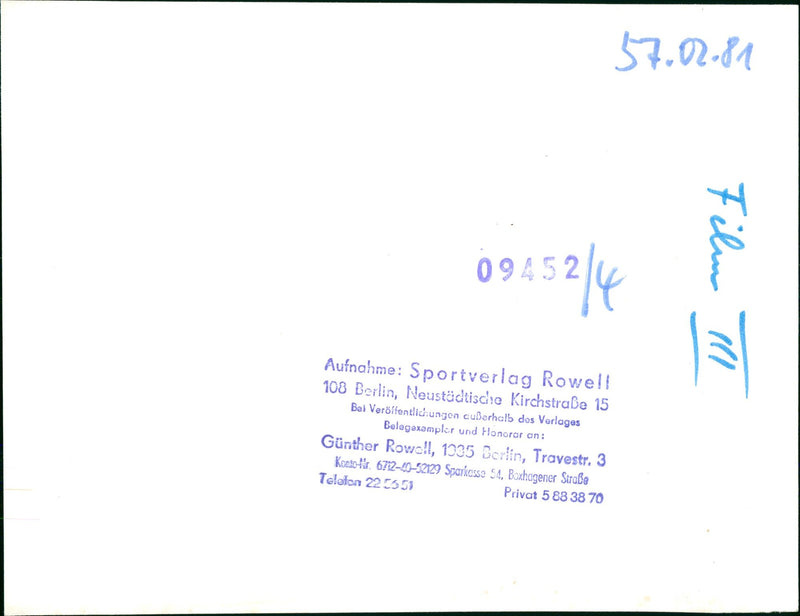 57.02.81
Film III
09452/4
Aufnahme: Sportverlag Rowell
108 Berlin, Neustädtische Kirchstraße 15
Bei Veröffentlichungen außerhalb des Verlages
Belegexemplar und Honorar an:
Günther Rowell, 1035 Berlin, Travestr. 3
Konto-Nr. 6712-40-52129 Sparkasse 54, Boxhagener Straße
Telefon 22 56 51 Privat 5 88 38 70